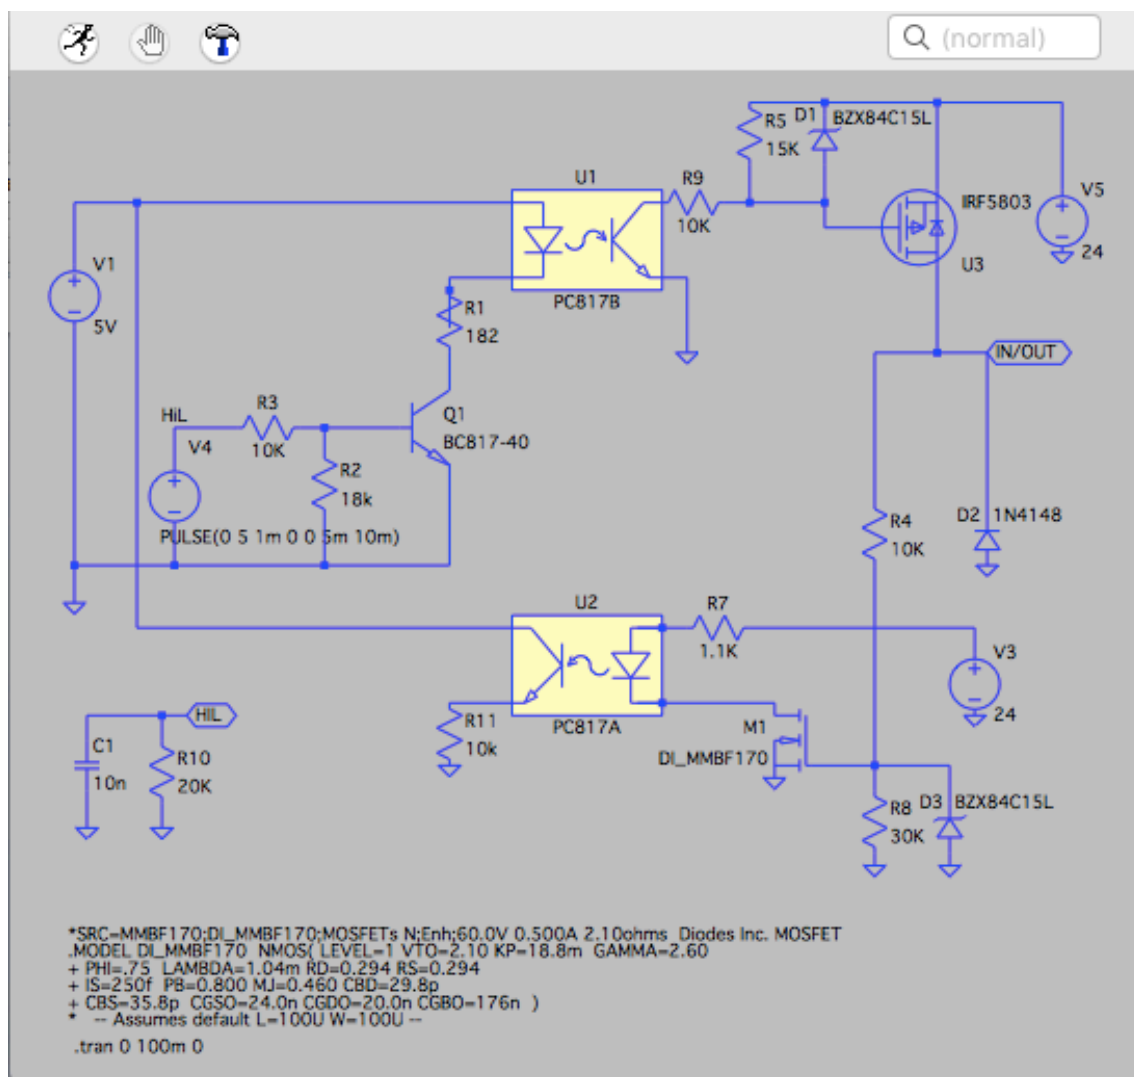 (normal)
D1
BZX84C15L
R5
15K
U1
R9
10K
IRF5803
V5
24
U3
V1
5V
PC817B
R1
182
IN/OUT
HiL
R3
10K
V4
Q1
BC817-40
R2
18k
PULSE(0 5 1m 0 0 5m 10m)
R4
10K
D2
1N4148
U2
R7
1.1K
V3
24
PC817A
R11
10k
M1
DI_MMBF170
HIL
C1
10n
R10
20K
R8
30K
D3
BZX84C15L
*SRC=MMBF170;DI_MMBF170;MOSFETs N;Enh;60.0V 0.500A 2.10ohms  Diodes Inc. MOSFET
.MODEL DI_MMBF170  NMOS( LEVEL=1 VTO=2.10 KP=18.8m  GAMMA=2.60
+ PHI=.75  LAMBDA=1.04m RD=0.294 RS=0.294
+ IS=250f  PB=0.800 MJ=0.460 CBD=29.8p
+ CBS=35.8p  CGSO=24.0n CGDO=20.0n CGBO=176n  )
*  -- Assumes default L=100U W=100U --
.tran 0 100m 0